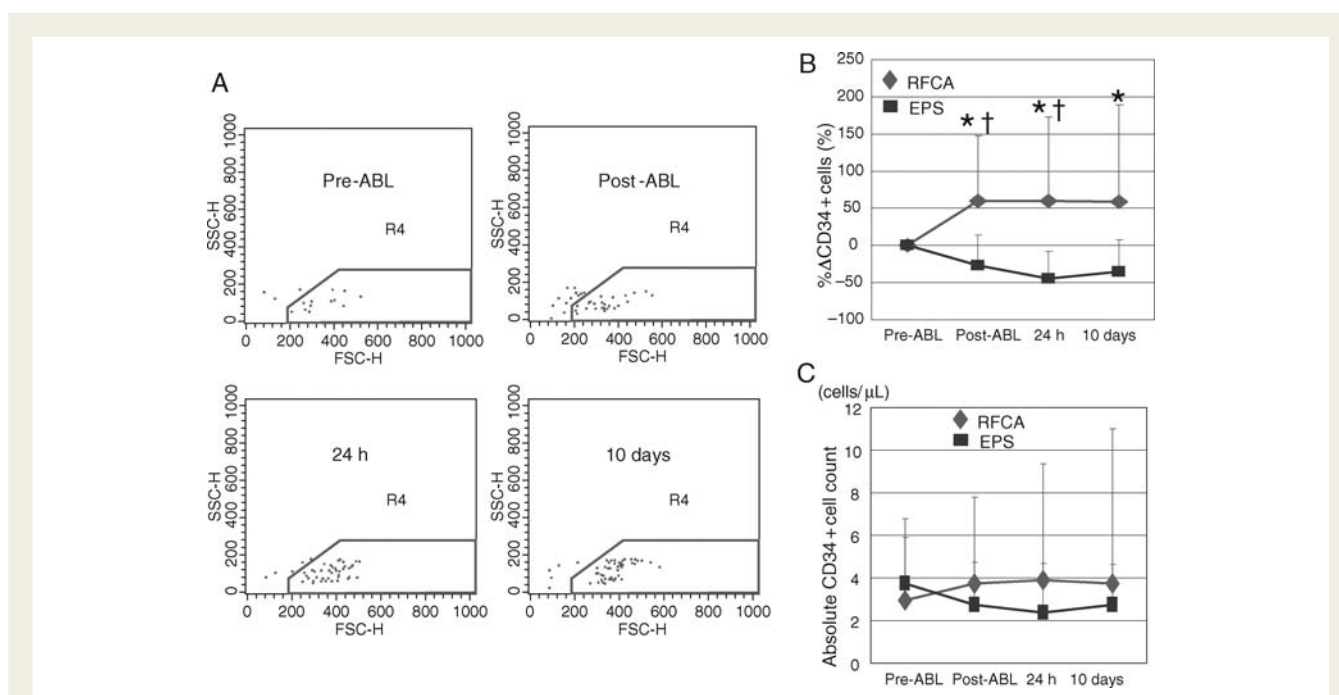 A
Pre-ABL
R4
SSC-H
0 200 400 600 800 1000
FSC-H
0 200 400 600 800 1000
Post-ABL
R4
SSC-H
0 200 400 600 800 1000
FSC-H
0 200 400 600 800 1000
24 h
R4
SSC-H
0 200 400 600 800 1000
FSC-H
0 200 400 600 800 1000
10 days
R4
SSC-H
0 200 400 600 800 1000
FSC-H
0 200 400 600 800 1000
B
%ΔCD34+cells (%)
250
200
150
100
50
0
−50
−100
RFCA
EPS
* †
* †
*
Pre-ABL Post-ABL 24 h 10 days
C
(cells/μL)
Absolute CD34+cell count
12
10
8
6
4
2
0
RFCA
EPS
Pre-ABL Post-ABL 24 h 10 days